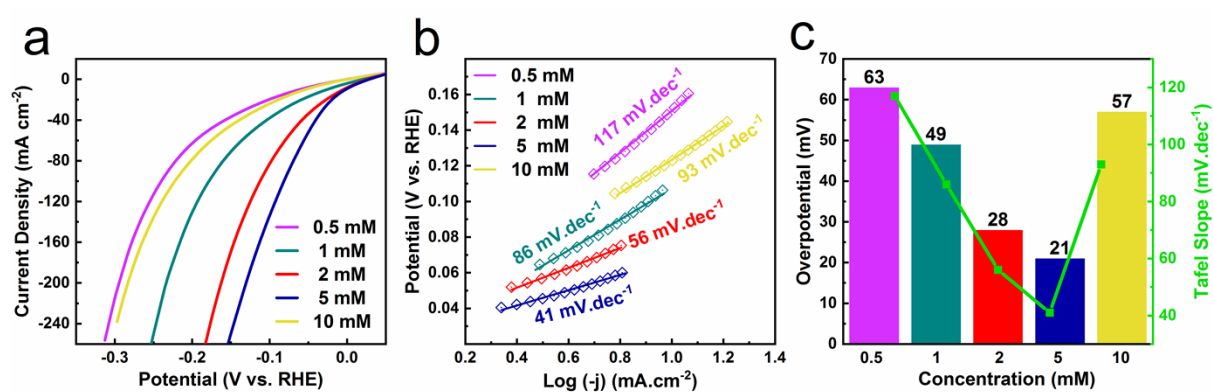 a
0
-40
-80
-120
-160
-200
-240
Current Density (mA cm⁻²)
0.5 mM
1 mM
2 mM
5 mM
10 mM
-0.3
-0.2
-0.1
0.0
Potential (V vs. RHE)
b
0.16
0.14
0.12
0.10
0.08
0.06
0.04
Potential (V vs. RHE)
0.5 mM
1 mM
2 mM
5 mM
10 mM
117 mV.dec⁻¹
93 mV.dec⁻¹
86 mV.dec⁻¹
56 mV.dec⁻¹
41 mV.dec⁻¹
0.2
0.4
0.6
0.8
1.0
1.2
1.4
Log (-j) (mA.cm⁻²)
c
70
60
50
40
30
20
10
0
Overpotential (mV)
63
49
28
21
57
120
100
80
60
40
Tafel Slope (mV.dec⁻¹)
0.5
1
2
5
10
Concentration (mM)